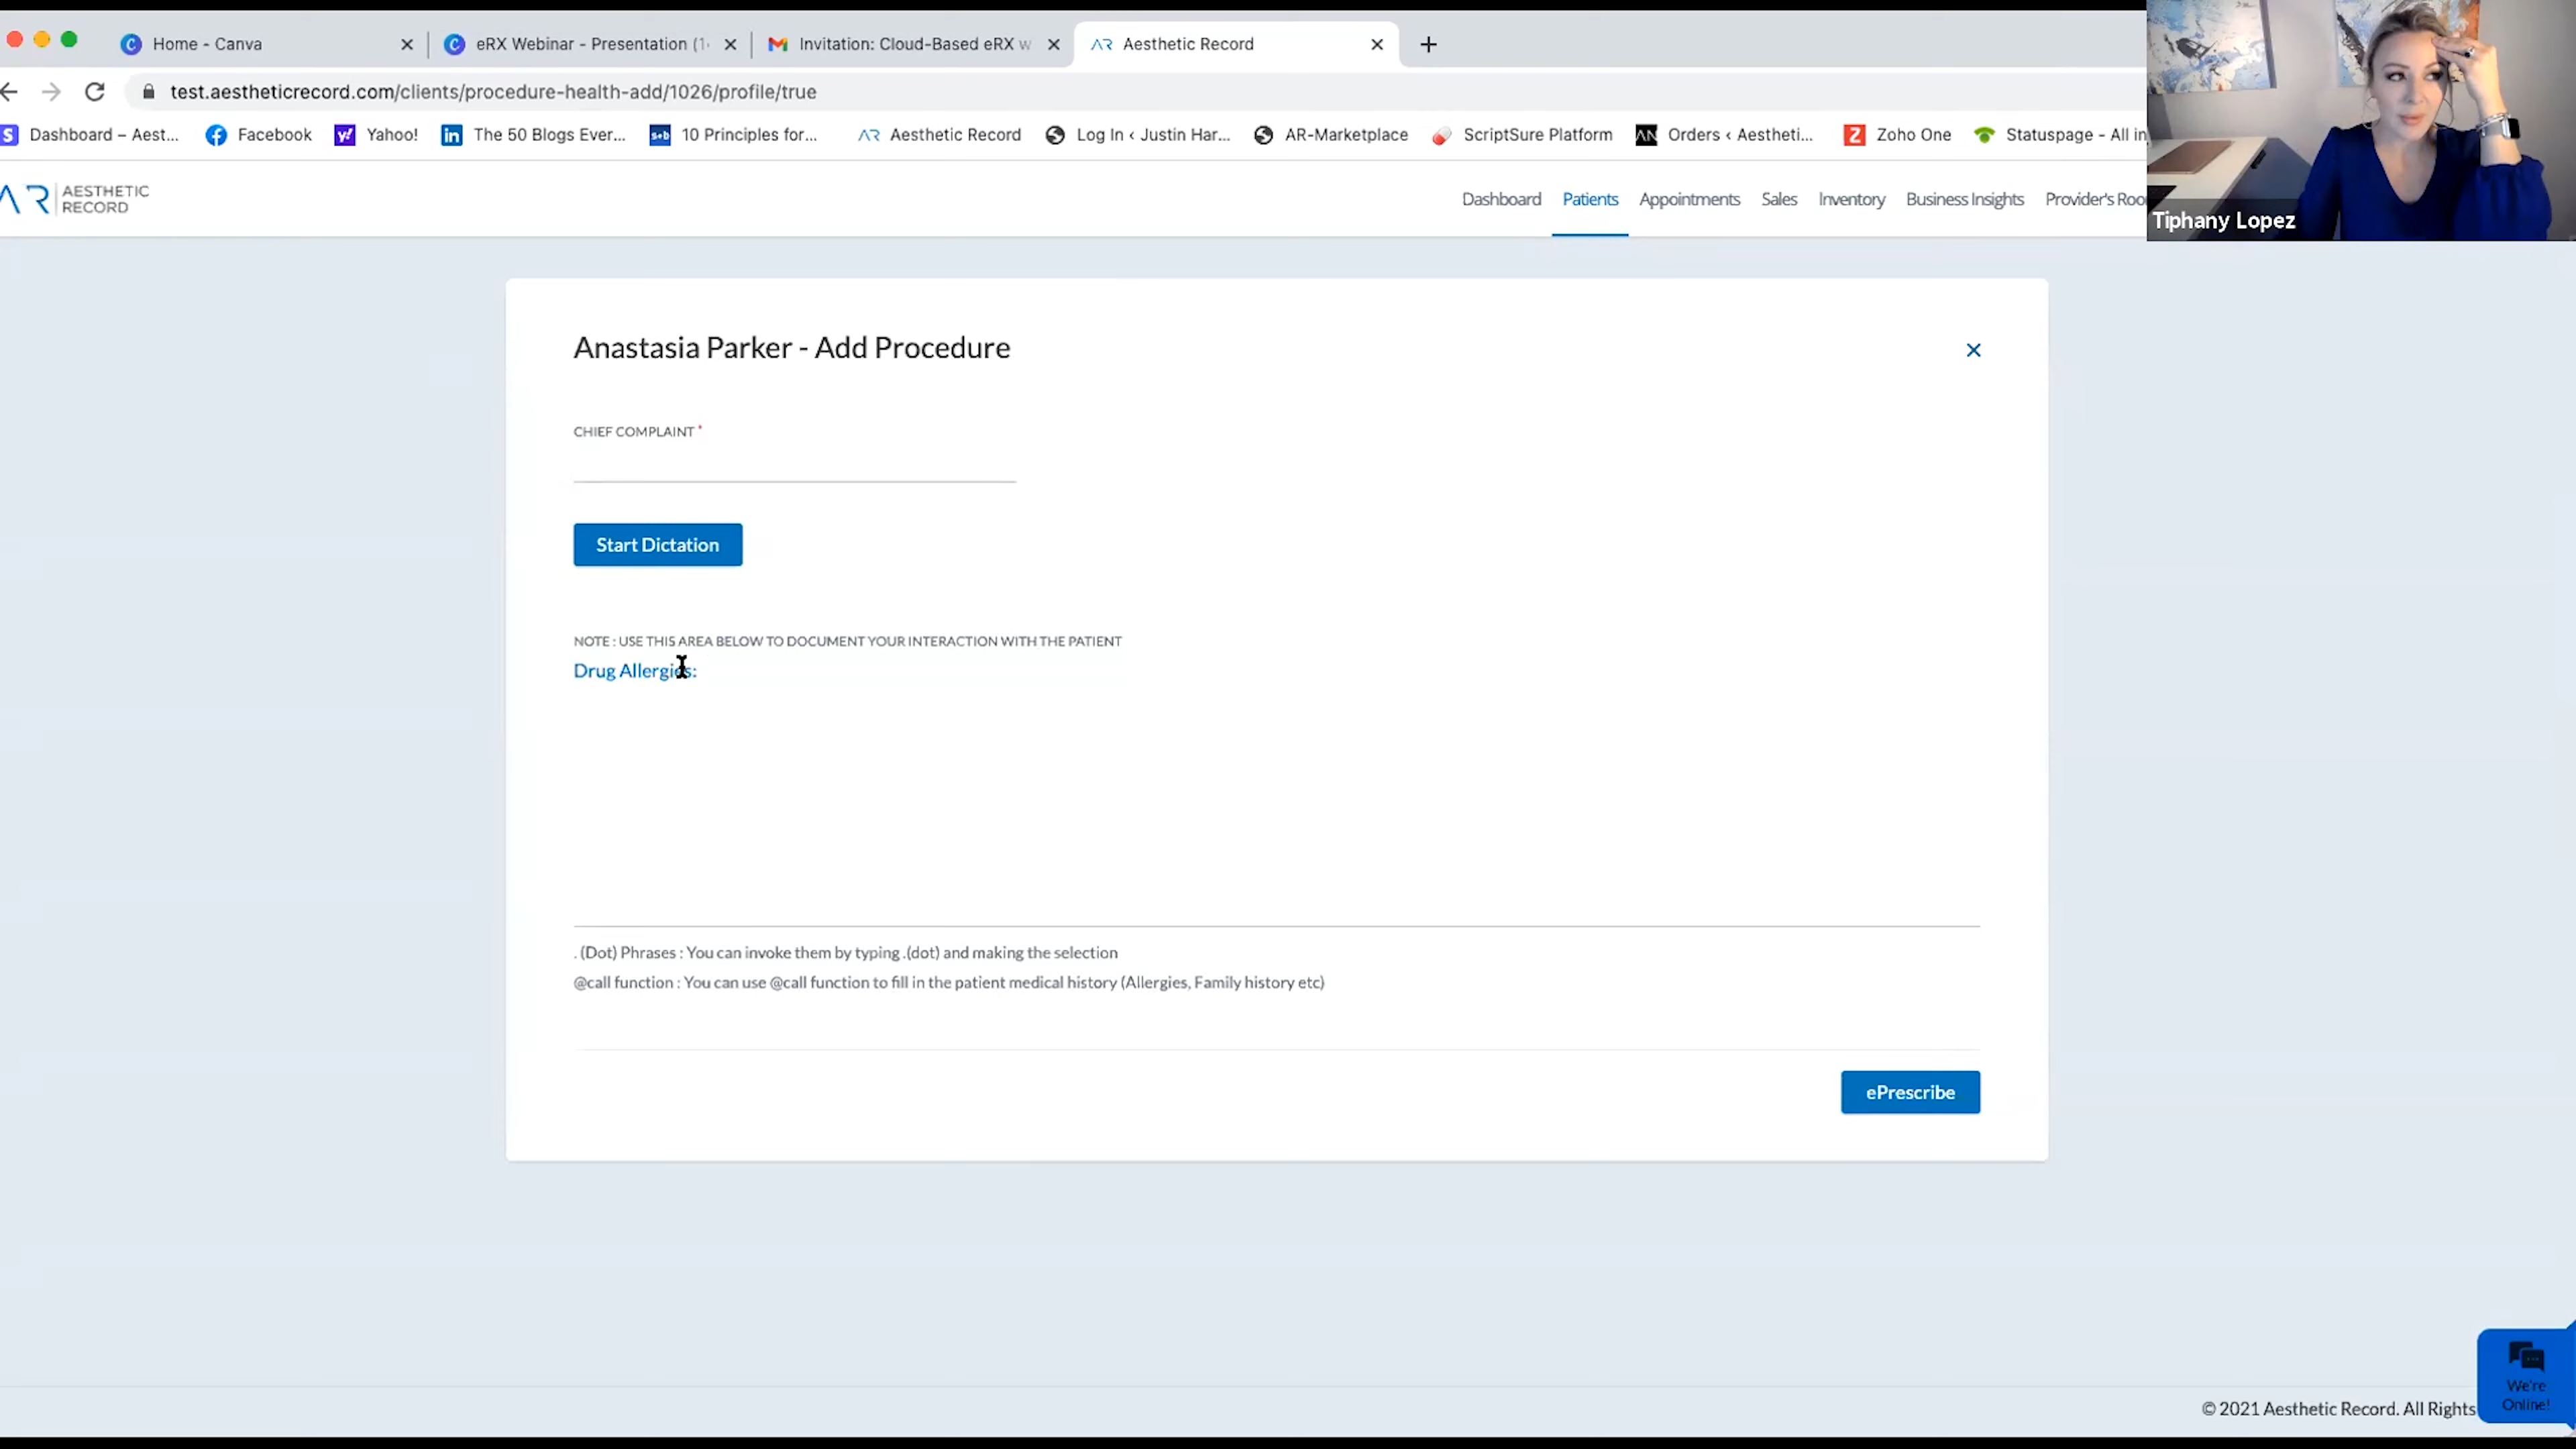 Home - Canva
eRX Webinar - Presentation (1
Invitation: Cloud-Based eRX w
Aesthetic Record
test.aestheticrecord.com/clients/procedure-health-add/1026/profile/true
Dashboard – Aest...
Facebook
Yahoo!
The 50 Blogs Ever...
s+b
10 Principles for...
Aesthetic Record
Log In ‹ Justin Har...
AR-Marketplace
ScriptSure Platform
Orders ‹ Aestheti...
Zoho One
Statuspage - All in
AR AESTHETIC
RECORD
Dashboard
Patients
Appointments
Sales
Inventory
Business Insights
Provider's Roo
Tiphany Lopez
Anastasia Parker - Add Procedure
CHIEF COMPLAINT *
Start Dictation
NOTE : USE THIS AREA BELOW TO DOCUMENT YOUR INTERACTION WITH THE PATIENT
Drug Allergies:
. (Dot) Phrases : You can invoke them by typing .(dot) and making the selection
@call function : You can use @call function to fill in the patient medical history (Allergies, Family history etc)
ePrescribe
We're
Online!
© 2021 Aesthetic Record. All Rights